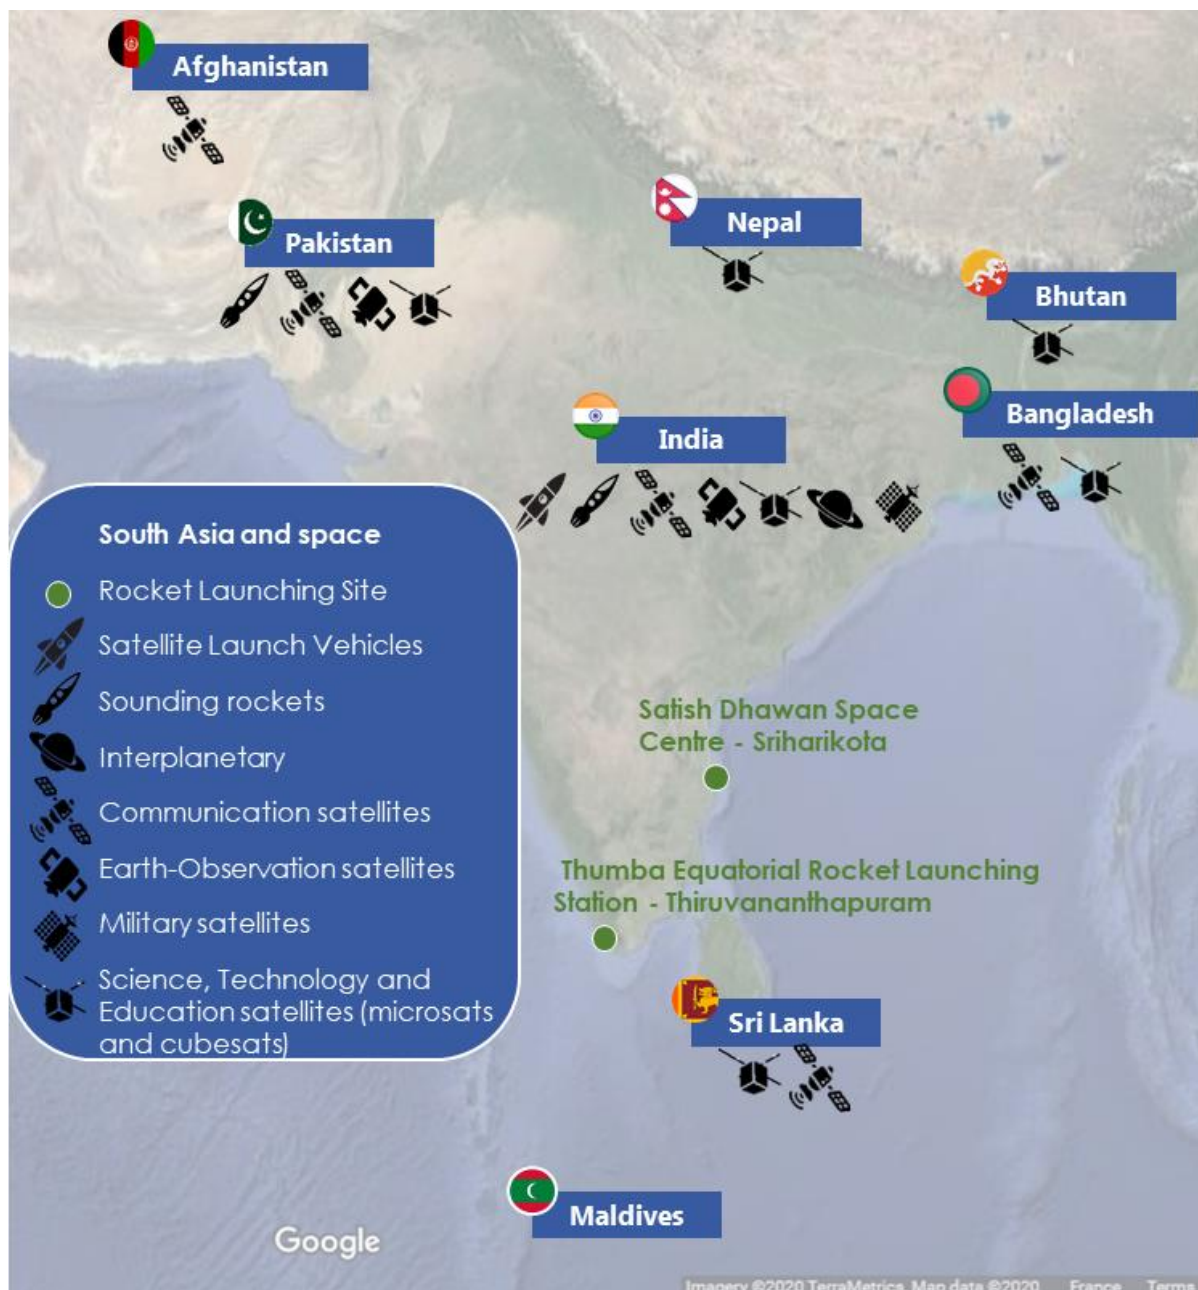 Afghanistan
Pakistan
Nepal
Bhutan
Bangladesh
India
South Asia and space
Rocket Launching Site
Satellite Launch Vehicles
Sounding rockets
Interplanetary
Communication satellites
Earth-Observation satellites
Military satellites
Science, Technology and
Education satellites (microsats
and cubesats)
Satish Dhawan Space
Centre - Sriharikota
Thumba Equatorial Rocket Launching
Station - Thiruvananthapuram
Sri Lanka
Maldives
Google
Imagery ©2020 TerraMetrics, Map data ©2020 France Terms